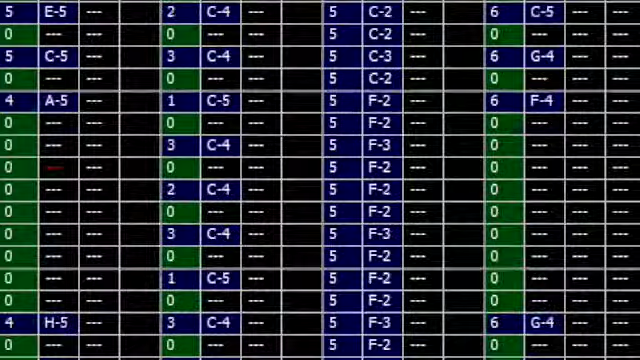 5 E-5 --- 2 C-4 --- 5 C-2 --- 6 C-5 --- ---
0 --- --- 0 --- --- 5 C-2 --- 0 --- --- ---
5 C-5 --- 3 C-4 --- 5 C-3 --- 6 G-4 --- ---
0 --- --- 0 --- --- 5 C-2 --- 0 --- --- ---
4 A-5 --- 1 C-5 --- 5 F-2 --- 6 F-4 --- ---
0 --- --- 0 --- --- 5 F-2 --- 0 --- --- ---
0 --- --- 3 C-4 --- 5 F-3 --- 0 --- --- ---
0 --- --- 0 --- --- 5 F-2 --- 0 --- --- ---
0 --- --- 2 C-4 --- 5 F-2 --- 0 --- --- ---
0 --- --- 0 --- --- 5 F-2 --- 0 --- --- ---
0 --- --- 3 C-4 --- 5 F-3 --- 0 --- --- ---
0 --- --- 0 --- --- 5 F-2 --- 0 --- --- ---
0 --- --- 1 C-5 --- 5 F-2 --- 0 --- --- ---
0 --- --- 0 --- --- 5 F-2 --- 0 --- --- ---
4 H-5 --- 3 C-4 --- 5 F-3 --- 6 G-4 --- ---
0 --- --- 0 --- --- 5 F-2 --- 0 --- --- ---